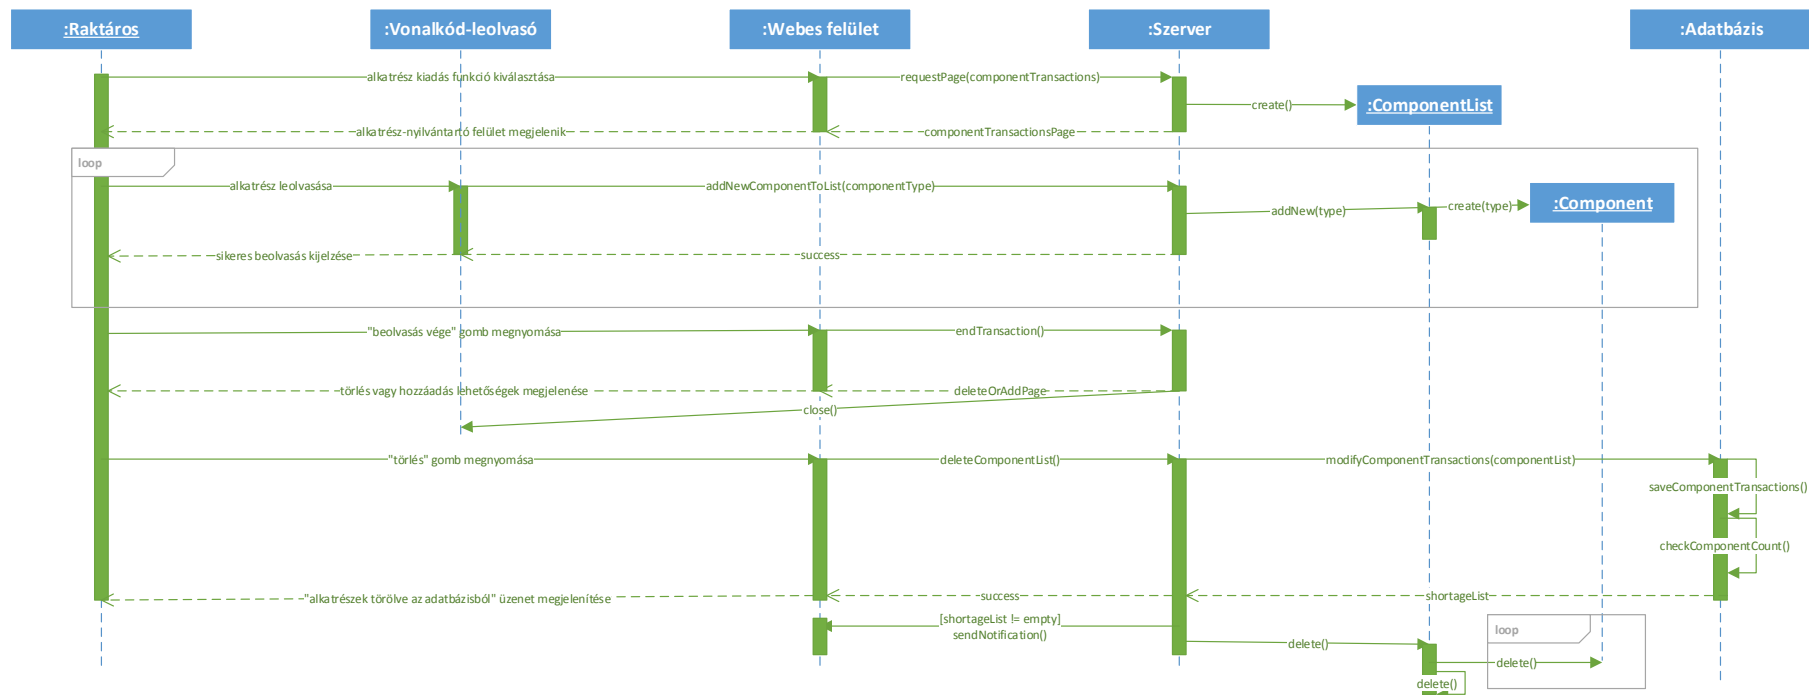 :Raktáros
:Vonalkód-leolvasó
:Webes felület
:Szerver
:Adatbázis
alkatrész kiadás funkció kiválasztása
requestPage(componentTransactions)
create()
:ComponentList
alkatrész-nyilvántartó felület megjelenik
componentTransactionsPage
loop
alkatrész leolvasása
addNewComponentToList(componentType)
addNew(type)
create(type)
:Component
sikeres beolvasás kijelzése
success
"beolvasás vége" gomb megnyomása
endTransaction()
törlés vagy hozzáadás lehetőségek megjelenése
deleteOrAddPage
close()
"törlés" gomb megnyomása
deleteComponentList()
modifyComponentTransactions(componentList)
saveComponentTransactions()
checkComponentCount()
"alkatrészek törölve az adatbázisból" üzenet megjelenítése
success
shortageList
[shortageList != empty]
sendNotification()
delete()
loop
delete()
delete()